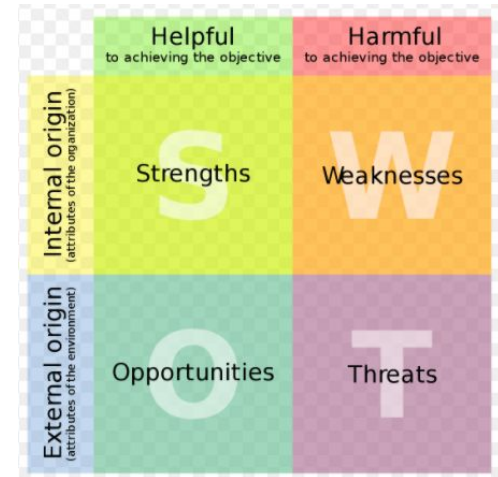 Helpful
to achieving the objective
Harmful
to achieving the objective
Internal origin
(attributes of the organization)
S
Strengths
W
Weaknesses
External origin
(attributes of the environment)
O
Opportunities
T
Threats